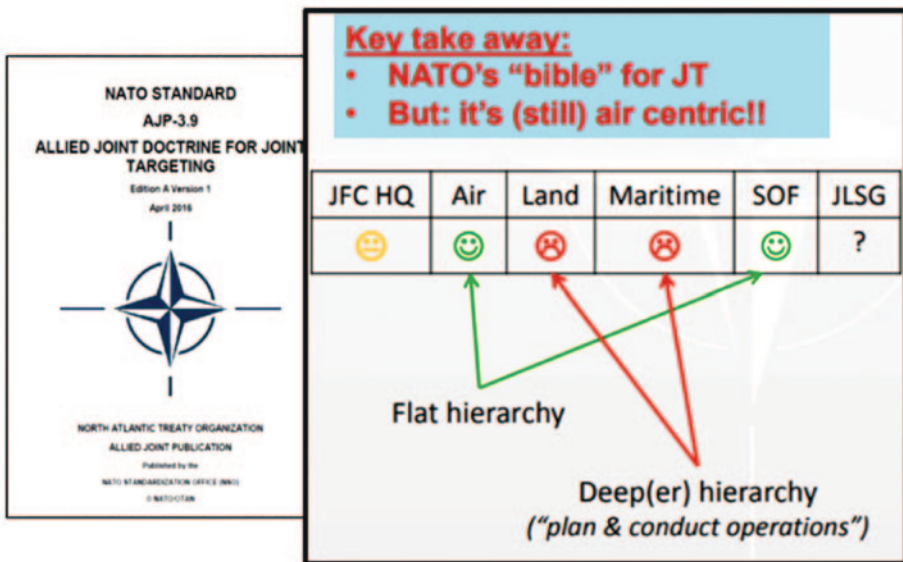 NATO STANDARD
AJP-3.9
ALLIED JOINT DOCTRINE FOR JOINT
TARGETING
Edition A Version 1
April 2016
NORTH ATLANTIC TREATY ORGANIZATION
ALLIED JOINT PUBLICATION
Published by the
NATO STANDARDIZATION OFFICE (NSO)
© NATO/OTAN
Key take away:
• NATO’s “bible” for JT
• But: it’s (still) air centric!!
JFC HQ Air Land Maritime SOF JLSG
?
Flat hierarchy
Deep(er) hierarchy
(“plan & conduct operations”)